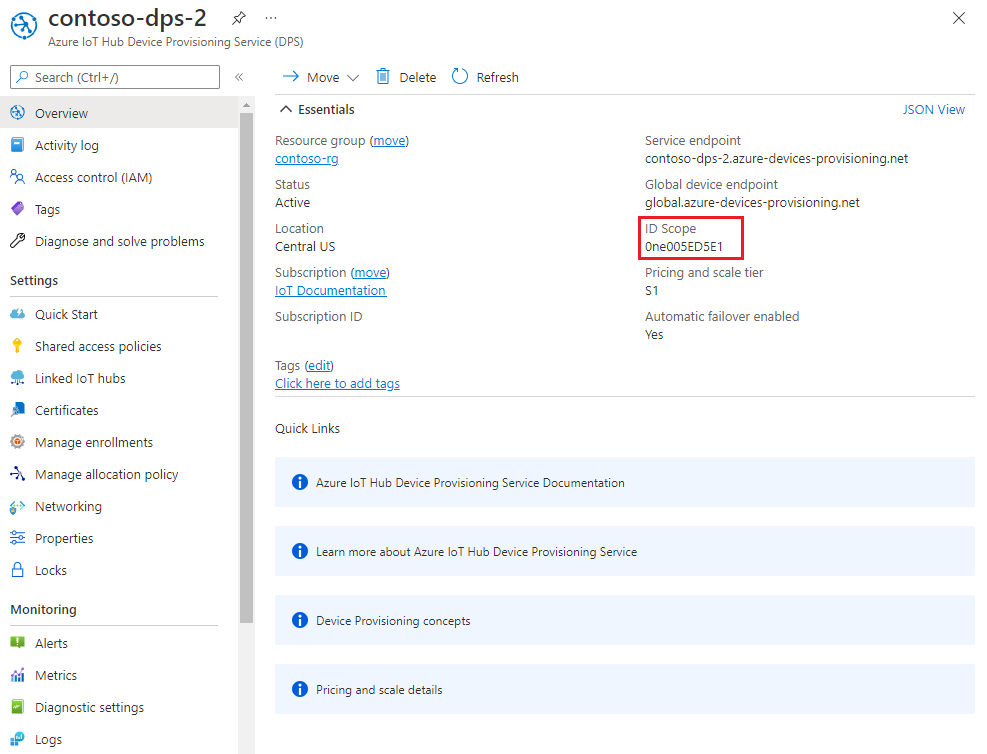 contoso-dps-2
...
Azure IoT Hub Device Provisioning Service (DPS)
Search (Ctrl+/)
«
Overview
Activity log
Access control (IAM)
Tags
Diagnose and solve problems
Settings
Quick Start
Shared access policies
Linked IoT hubs
Certificates
Manage enrollments
Manage allocation policy
Networking
Properties
Locks
Monitoring
Alerts
Metrics
Diagnostic settings
Logs
Move
Delete
Refresh
Essentials
JSON View
Resource group (move)
contoso-rg
Status
Active
Location
Central US
Subscription (move)
IoT Documentation
Subscription ID
Service endpoint
contoso-dps-2.azure-devices-provisioning.net
Global device endpoint
global.azure-devices-provisioning.net
ID Scope
0ne005ED5E1
Pricing and scale tier
S1
Automatic failover enabled
Yes
Tags (edit)
Click here to add tags
Quick Links
Azure IoT Hub Device Provisioning Service Documentation
Learn more about Azure IoT Hub Device Provisioning Service
Device Provisioning concepts
Pricing and scale details